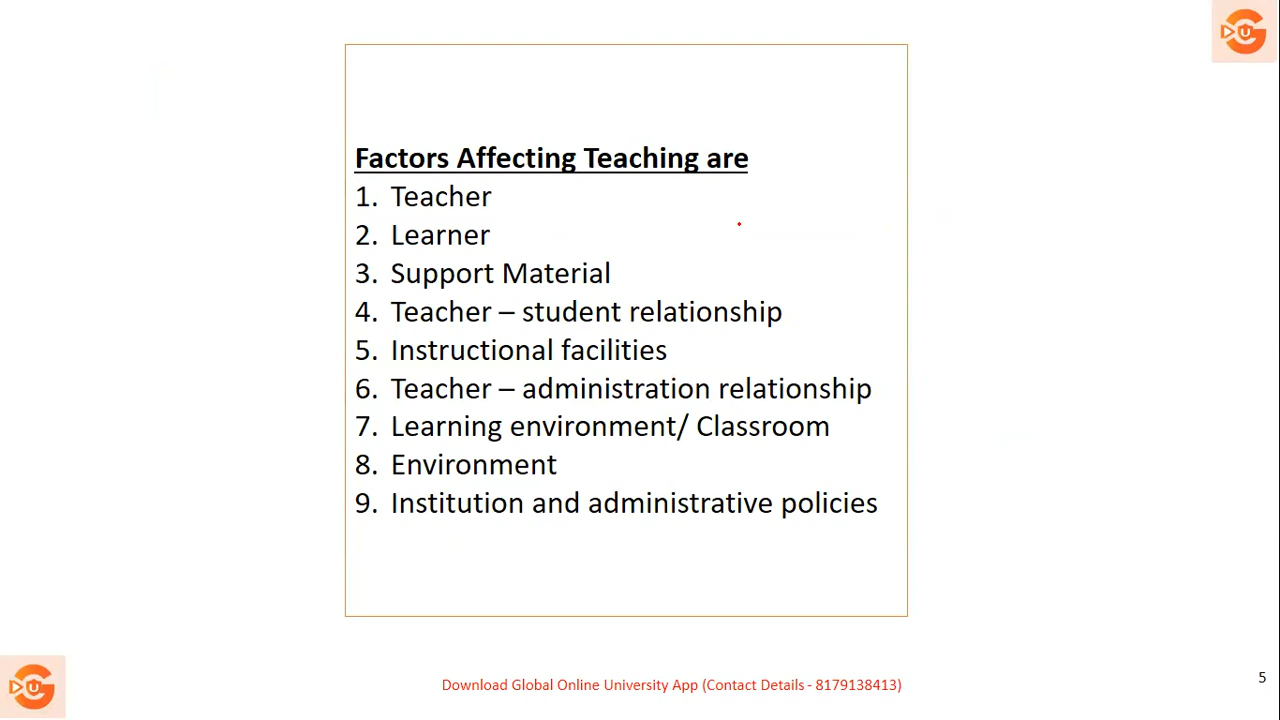 Factors Affecting Teaching are
1. Teacher
2. Learner
3. Support Material
4. Teacher – student relationship
5. Instructional facilities
6. Teacher – administration relationship
7. Learning environment/ Classroom
8. Environment
9. Institution and administrative policies
Download Global Online University App (Contact Details - 8179138413)
5